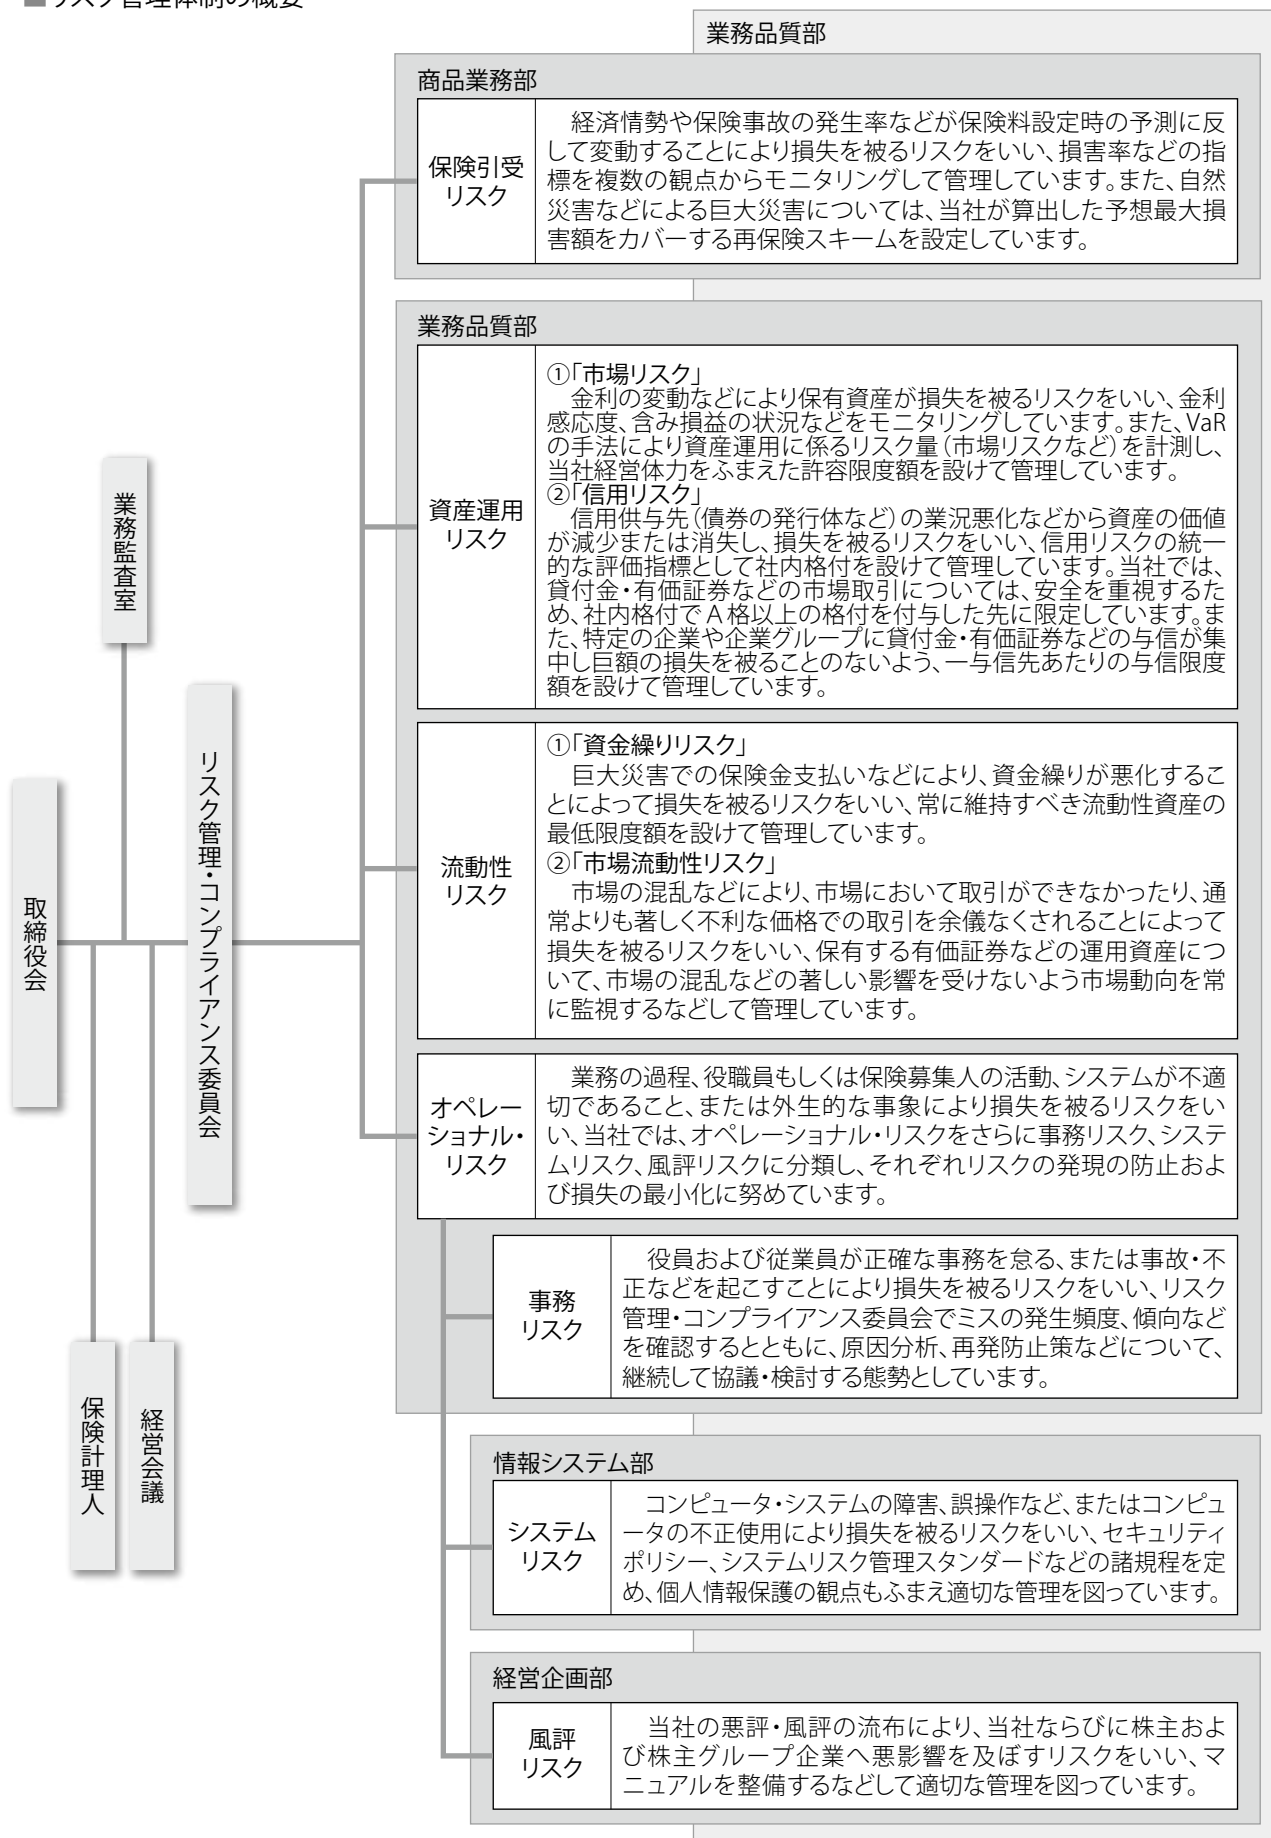 ■リスク管理体制の概要
業務品質部
商品業務部
保険引受
リスク
経済情勢や保険事故の発生率などが保険料設定時の予測に反
して変動することにより損失を被るリスクをいい、損害率などの指
標を複数の観点からモニタリングして管理しています。また、自然
災害などによる巨大災害については、当社が算出した予想最大損
害額をカバーする再保険スキームを設定しています。
業務品質部
資産運用
リスク
①「市場リスク」
金利の変動などにより保有資産が損失を被るリスクをいい、金利
感応度、含み損益の状況などをモニタリングしています。また、VaR
の手法により資産運用に係るリスク量(市場リスクなど)を計測し、
当社経営体力をふまえた許容限度額を設けて管理しています。
②「信用リスク」
信用供与先(債券の発行体など)の業況悪化などから資産の価値
が減少または消失し、損失を被るリスクをいい、信用リスクの統一
的な評価指標として社内格付を設けて管理しています。当社では、
貸付金・有価証券などの市場取引については、安全を重視するた
め、社内格付でA格以上の格付を付与した先に限定しています。ま
た、特定の企業や企業グループに貸付金・有価証券などの与信が集
中し巨額の損失を被ることのないよう、一与信先あたりの与信限度
額を設けて管理しています。
流動性
リスク
①「資金繰りリスク」
巨大災害での保険金支払いなどにより、資金繰りが悪化するこ
とによって損失を被るリスクをいい、常に維持すべき流動性資産の
最低限度額を設けて管理しています。
②「市場流動性リスク」
市場の混乱などにより、市場において取引ができなかったり、通
常よりも著しく不利な価格での取引を余儀なくされることによって
損失を被るリスクをいい、保有する有価証券などの運用資産につ
いて、市場の混乱などの著しい影響を受けないよう市場動向を常
に監視するなどして管理しています。
オペレー
ショナル・
リスク
業務の過程、役職員もしくは保険募集人の活動、システムが不適
切であること、または外生的な事象により損失を被るリスクをい
い、当社では、オペレーショナル・リスクをさらに事務リスク、システ
ムリスク、風評リスクに分類し、それぞれリスクの発現の防止およ
び損失の最小化に努めています。
事務
リスク
役員および従業員が正確な事務を怠る、または事故・不
正などを起こすことにより損失を被るリスクをいい、リスク
管理・コンプライアンス委員会でミスの発生頻度、傾向など
を確認するとともに、原因分析、再発防止策などについて、
継続して協議・検討する態勢としています。
情報システム部
システム
リスク
コンピュータ・システムの障害、誤操作など、またはコンピュ
ータの不正使用により損失を被るリスクをいい、セキュリティ
ポリシー、システムリスク管理スタンダードなどの諸規程を定
め、個人情報保護の観点もふまえ適切な管理を図っています。
経営企画部
風評
リスク
当社の悪評・風評の流布により、当社ならびに株主およ
び株主グループ企業へ悪影響を及ぼすリスクをいい、マ
ニュアルを整備するなどして適切な管理を図っています。
業務監査室
リスク管理・コンプライアンス委員会
取締役会
保険計理人
経営会議